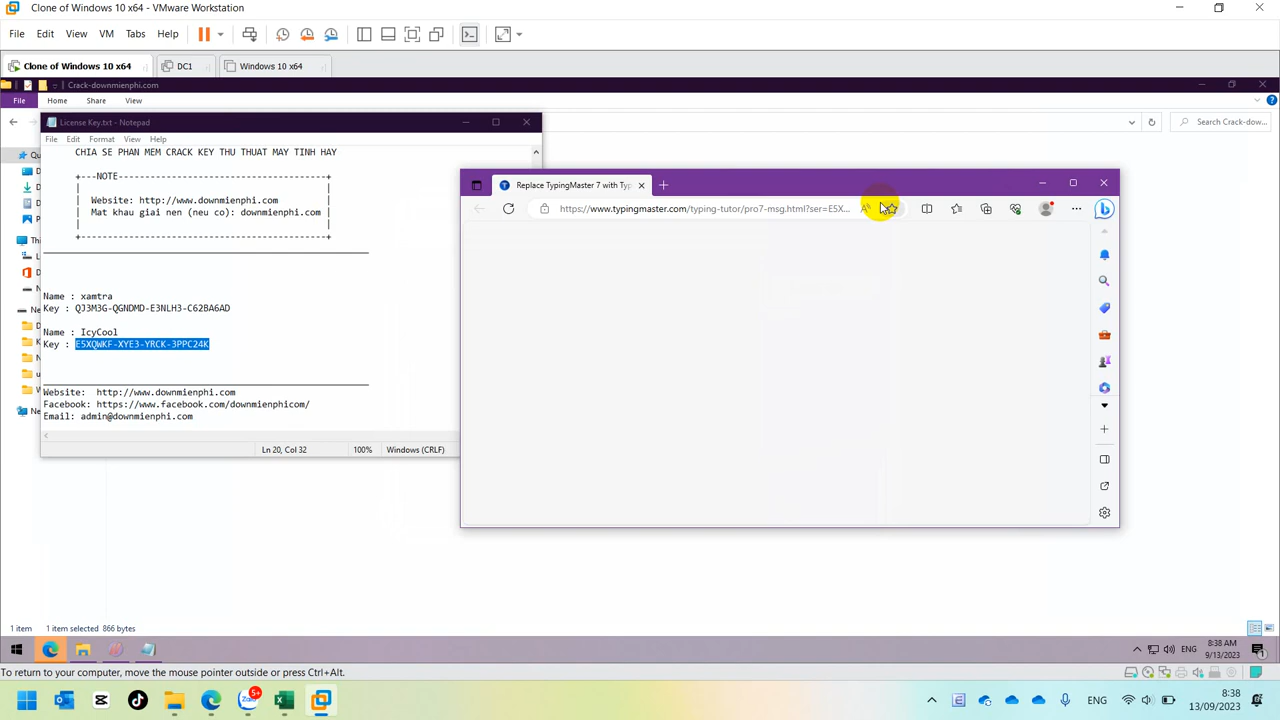 Clone of Windows 10 x64 - VMware Workstation
File Edit View VM Tabs Help
Clone of Windows 10 x64
DC1
Windows 10 x64
Crack-downmienphi.com
File Home Share View
Search Crack-dow...
License Key.txt - Notepad
File Edit Format View Help
CHIA SE PHAN MEM CRACK KEY THU THUAT MAY TINH HAY
+---NOTE-----------------------------------+
| |
| Website: http://www.downmienphi.com |
| Mat khau giai nen (neu co): downmienphi.com |
| |
+------------------------------------------+
Name : xamtra
Key : QJ3M3G-QGNDMD-E3NLH3-C62BA6AD
Name : IcyCool
Key : E5XQWKF-XYE3-YRCK-3PPC24K
Website: http://www.downmienphi.com
Facebook: https://www.facebook.com/downmienphicom/
Email: admin@downmienphi.com
Ln 20, Col 32 100% Windows (CRLF)
Replace TypingMaster 7 with Typ
https://www.typingmaster.com/typing-tutor/pro7-msg.html?ser=E5X...
1 item 1 item selected 866 bytes
ENG
8:38 AM
9/13/2023
To return to your computer, move the mouse pointer outside or press Ctrl+Alt.
Zalo
5+
ENG
8:38
13/09/2023